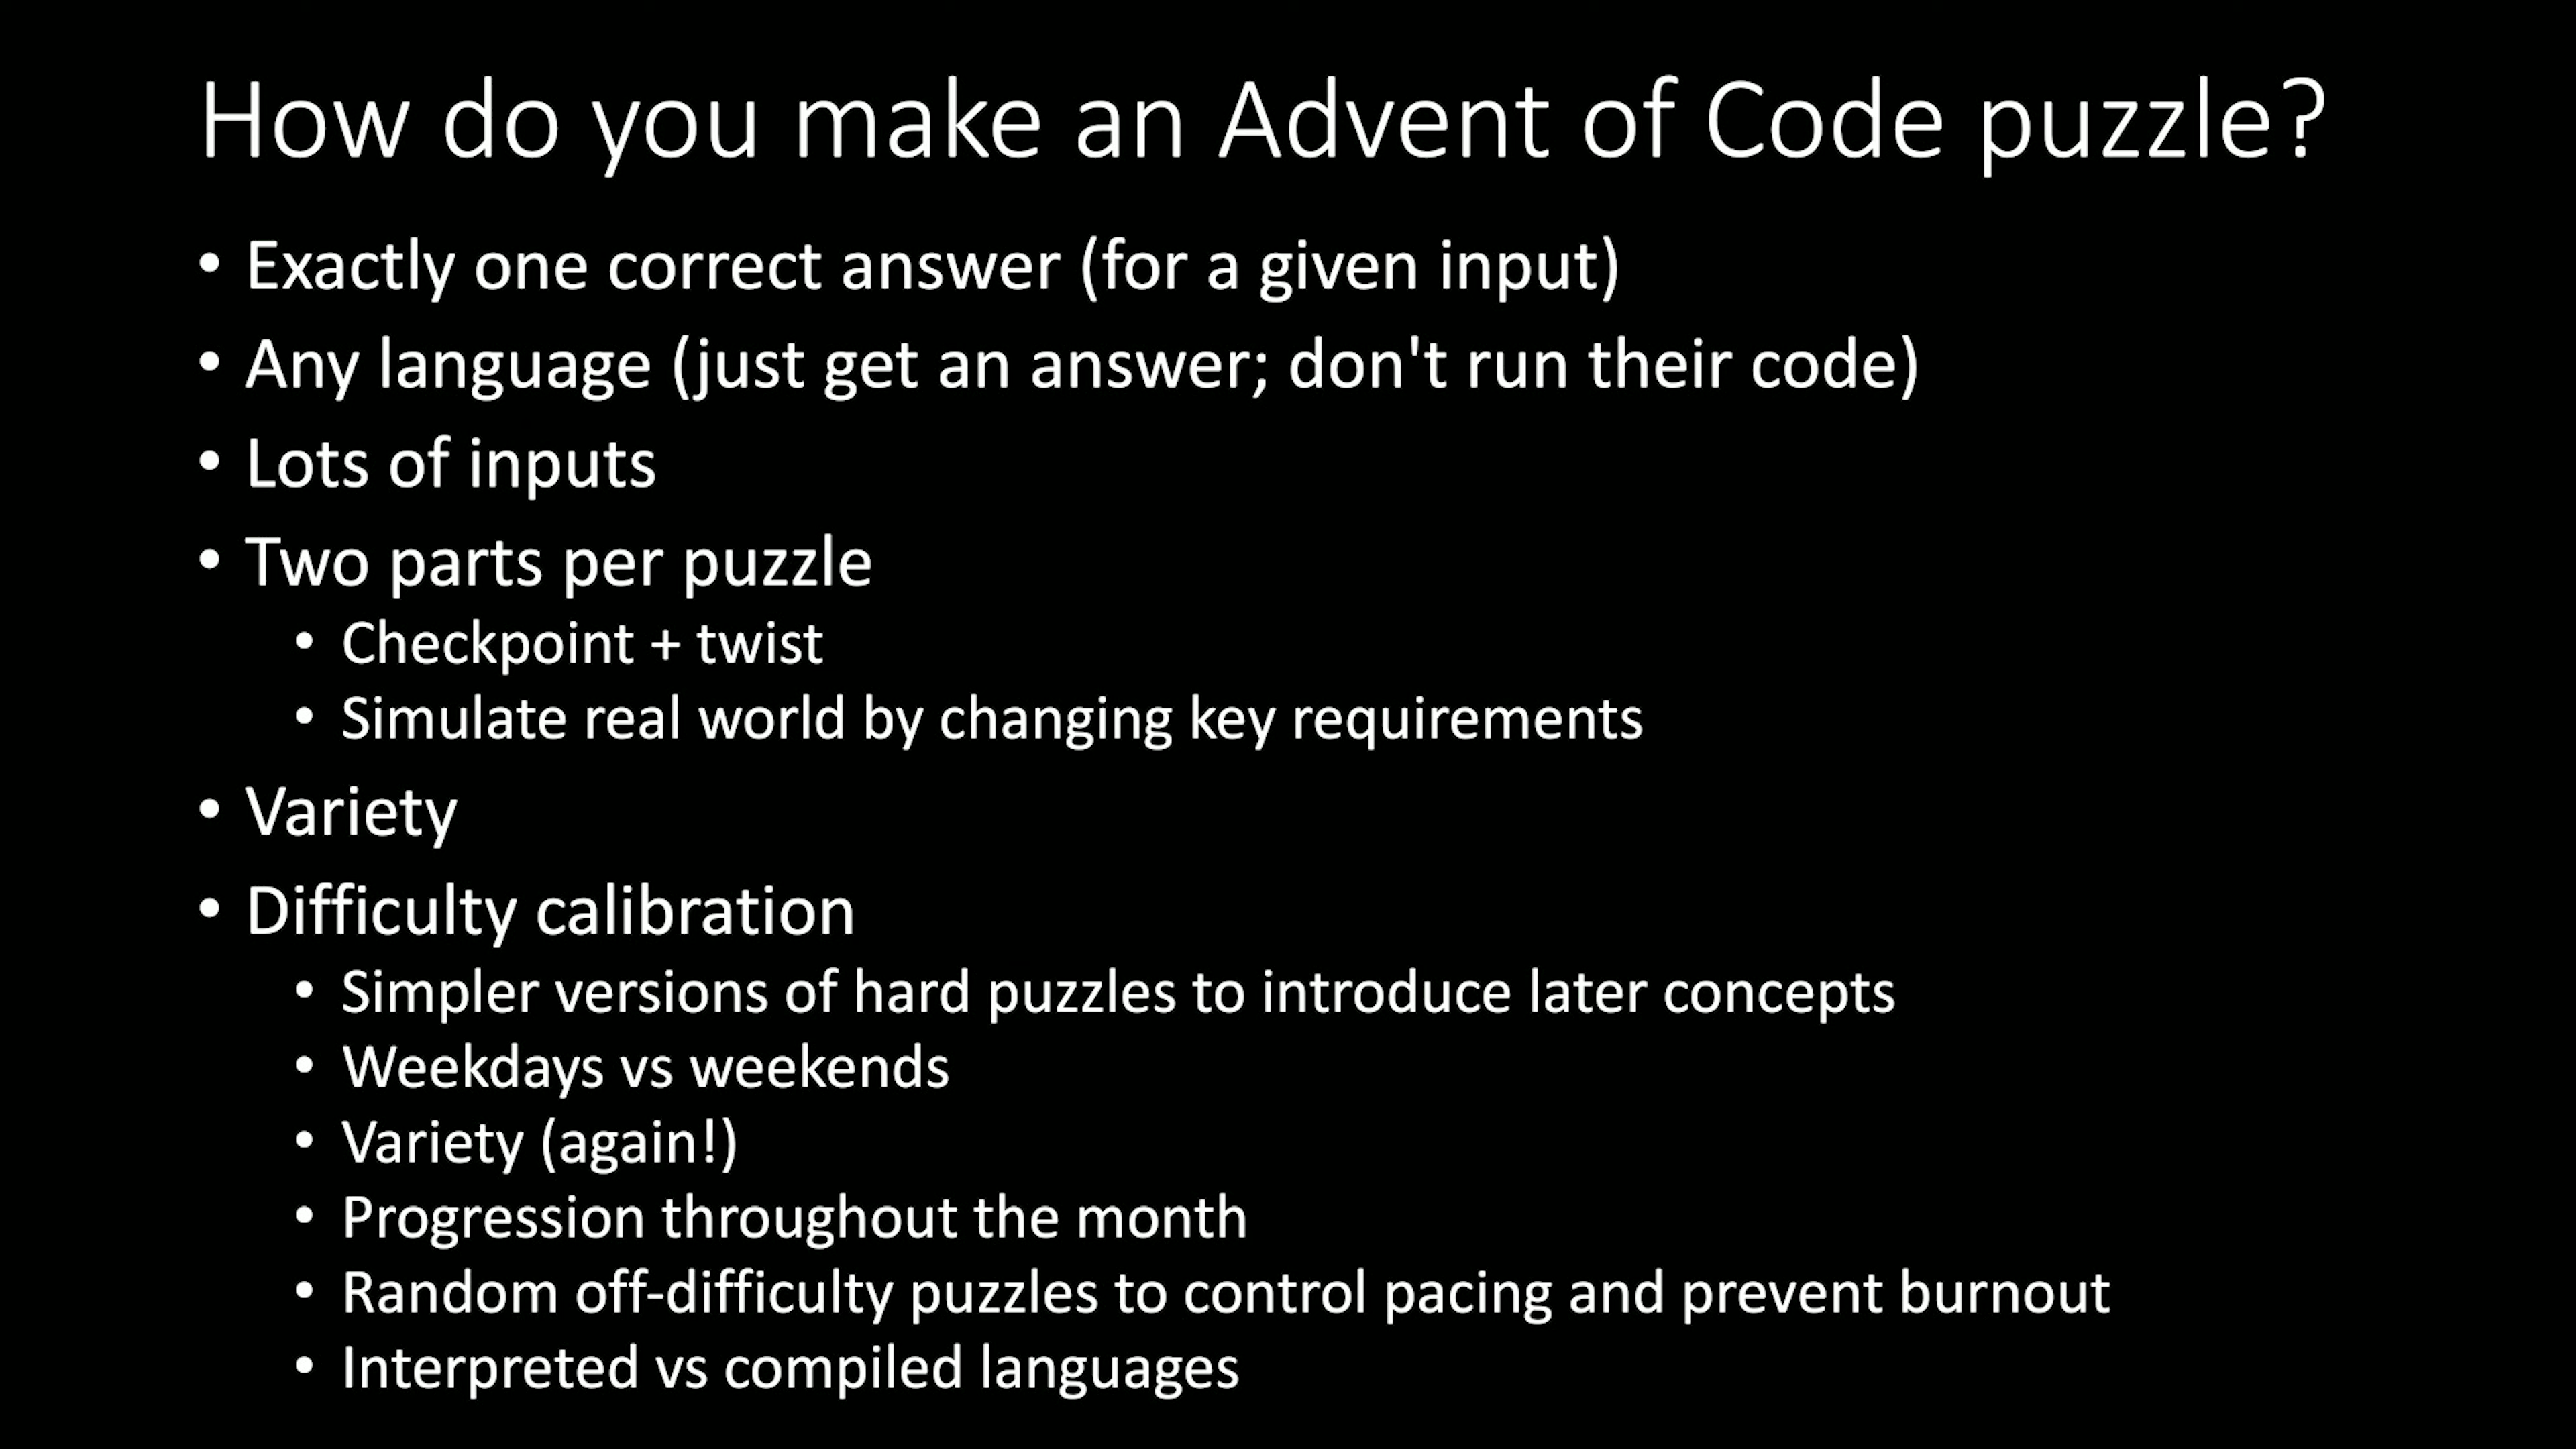 How do you make an Advent of Code puzzle?
• Exactly one correct answer (for a given input)
• Any language (just get an answer; don't run their code)
• Lots of inputs
• Two parts per puzzle
• Checkpoint + twist
• Simulate real world by changing key requirements
• Variety
• Difficulty calibration
• Simpler versions of hard puzzles to introduce later concepts
• Weekdays vs weekends
• Variety (again!)
• Progression throughout the month
• Random off-difficulty puzzles to control pacing and prevent burnout
• Interpreted vs compiled languages